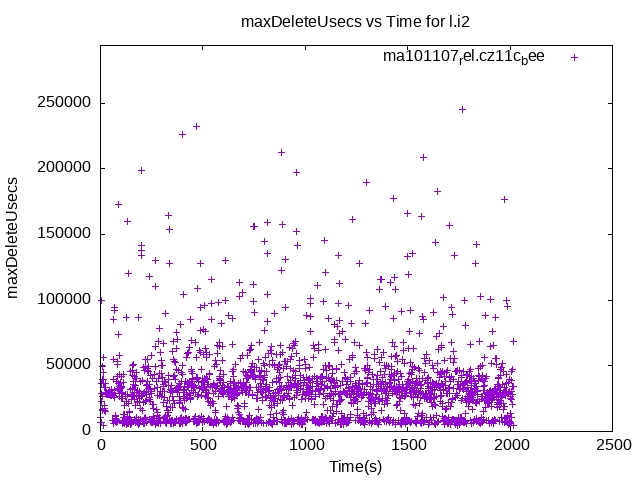 maxDeleteUsecs vs Time for l.i2
ma101107rel.cz11cbee
250000
200000
150000
100000
50000
0
maxDeleteUsecs
0 500 1000 1500 2000 2500
Time(s)